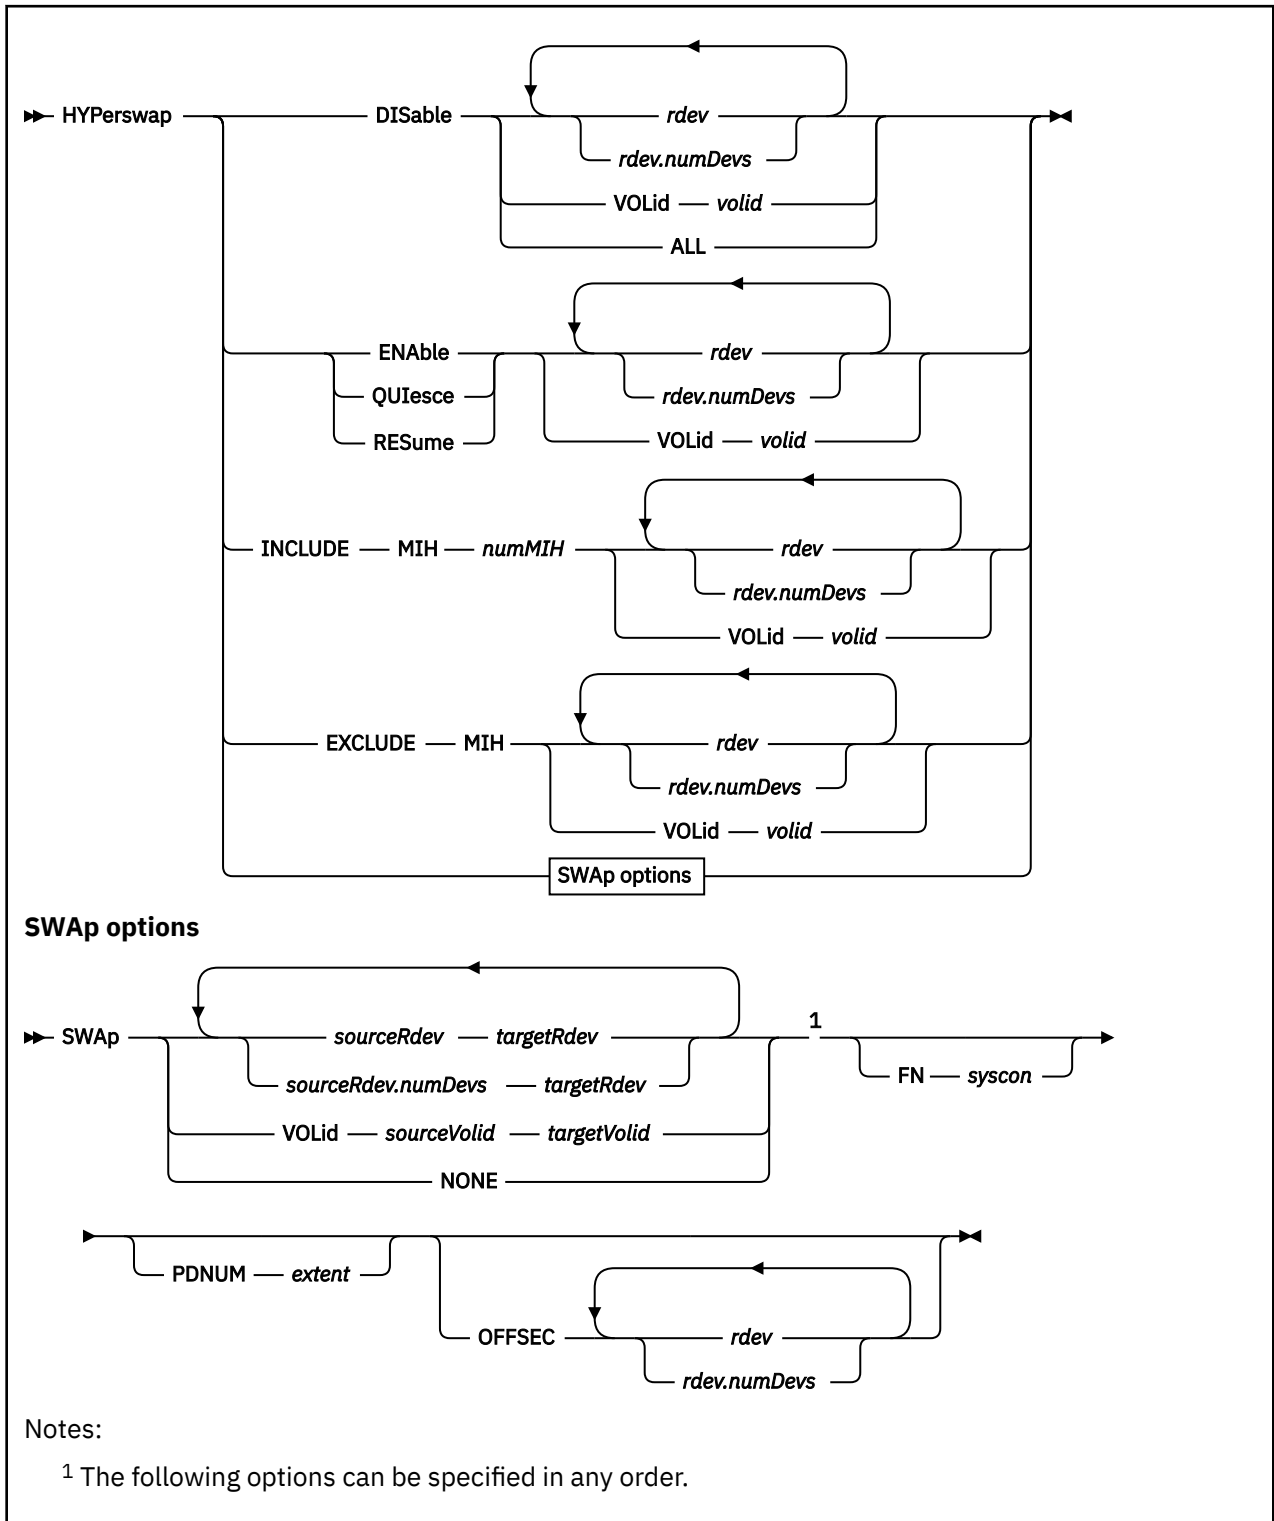 HYPerswap DISable rdev
rdev.numDevs
VOLid volid
ALL
ENAble rdev
QUIesce rdev.numDevs
RESume VOLid volid
INCLUDE MIH numMIH rdev
rdev.numDevs
VOLid volid
EXCLUDE MIH rdev
rdev.numDevs
VOLid volid
SWAp options
SWAp options
SWAp sourceRdev targetRdev 1
sourceRdev.numDevs targetRdev FN syscon
VOLid sourceVolid targetVolid
NONE
PDNUM extent
OFFSEC rdev
rdev.numDevs
Notes:
1 The following options can be specified in any order.